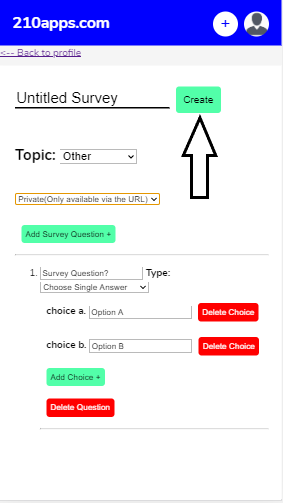 210apps.com +
<-- Back to profile
Untitled Survey Create
Topic: Other
Private(Only available via the URL)
Add Survey Question +
1. Survey Question? Type:
Choose Single Answer
choice a. Option A Delete Choice
choice b. Option B Delete Choice
Add Choice +
Delete Question